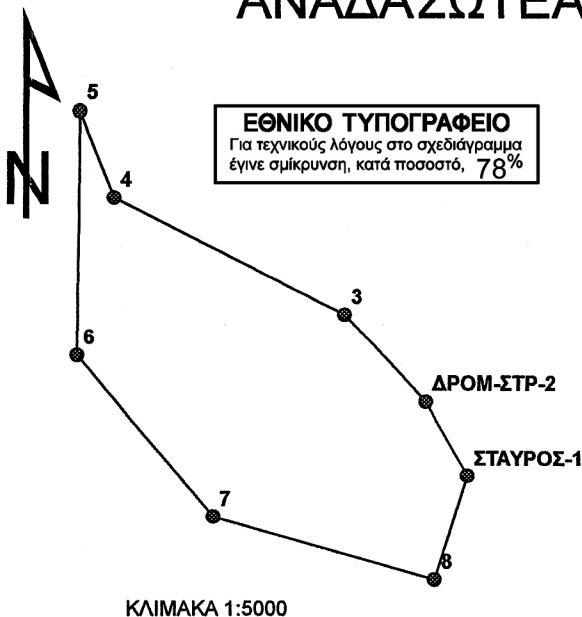 ΑΝΑΔΑΣΩΤΕΑ
5
ΕΘΝΙΚΟ ΤΥΠΟΓΡΑΦΕΙΟ
Για τεχνικούς λόγους στο σχεδιάγραμμα
έγινε σμίκρυνση, κατά ποσοστό, 78%
N
4
3
6
ΔΡΟΜ-ΣΤΡ-2
ΣΤΑΥΡΟΣ-1
7
8
ΚΛΙΜΑΚΑ 1:5000